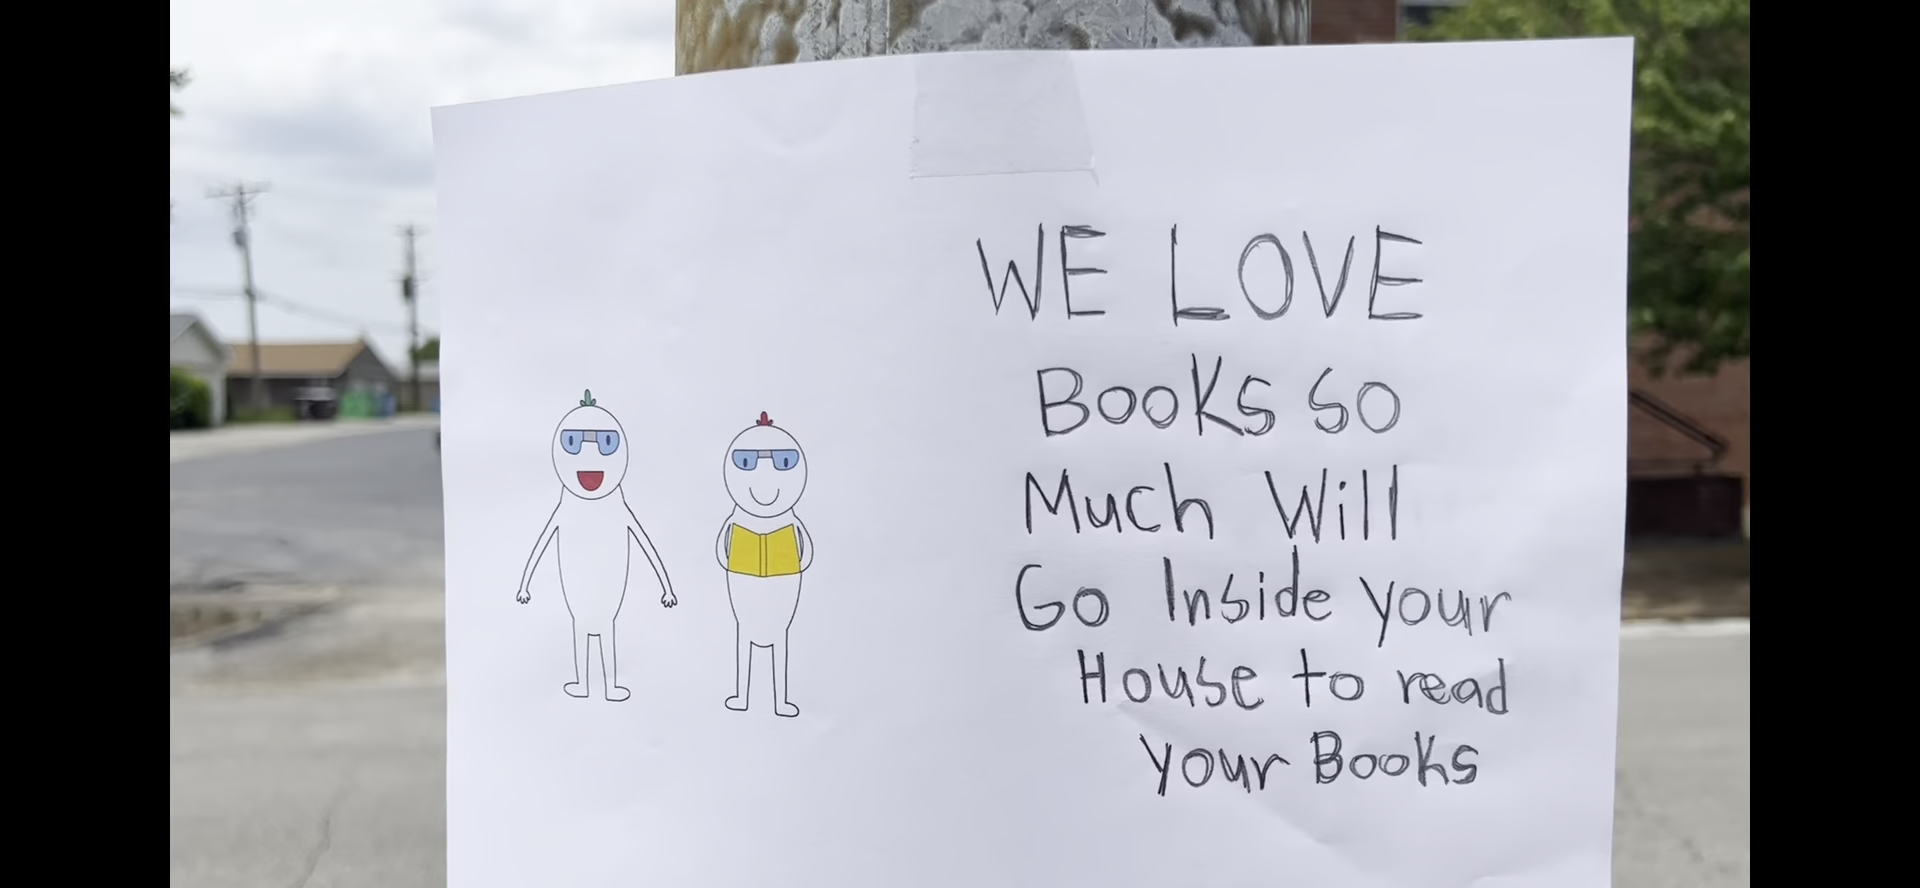 WE LOVE
Books so
Much Will
Go Inside your
House to read
your Books